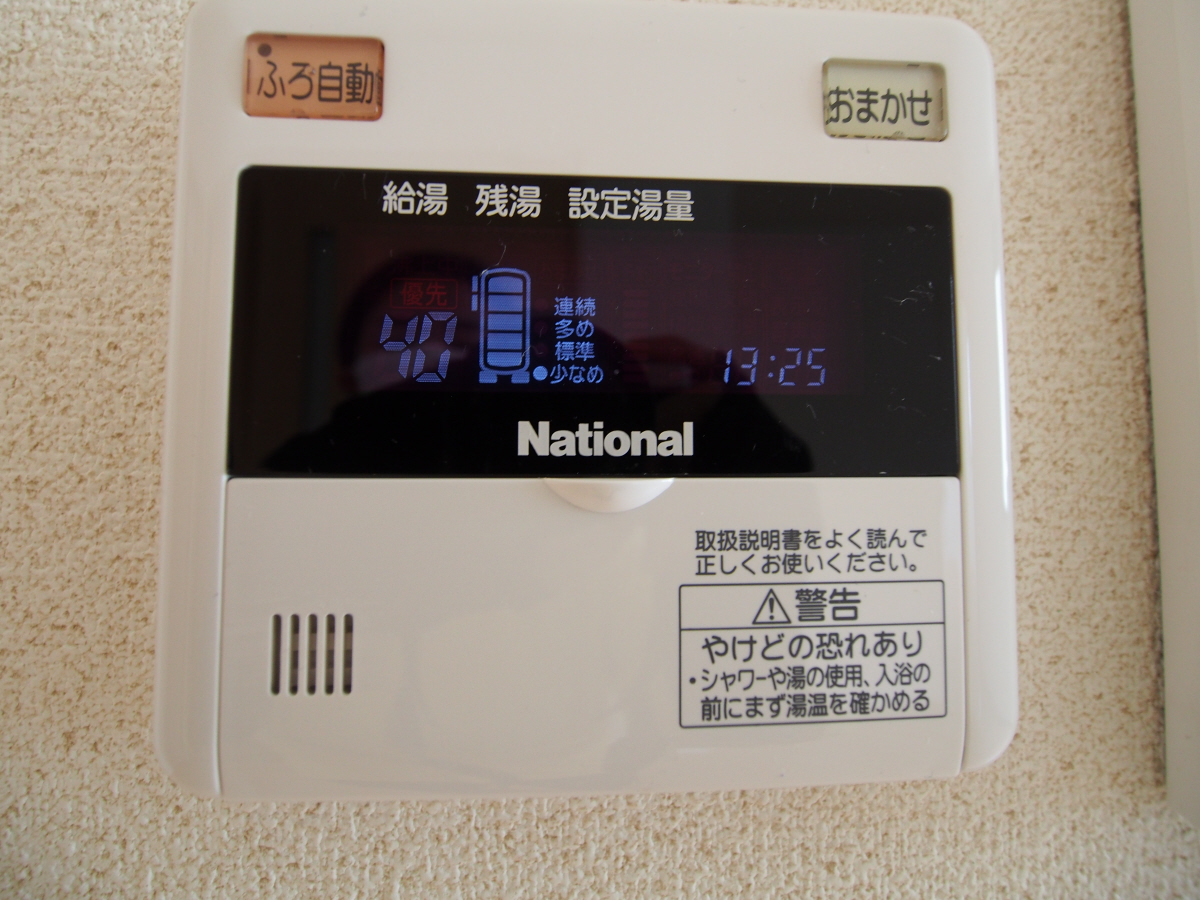 ふろ自動
おまかせ
給湯 残湯 設定湯量
優先
40
連続
多め
標準
●少なめ
13:25
National
取扱説明書をよく読んで
正しくお使いください。
⚠警告
やけどの恐れあり
・シャワーや湯の使用、入浴の
前にまず湯温を確かめる